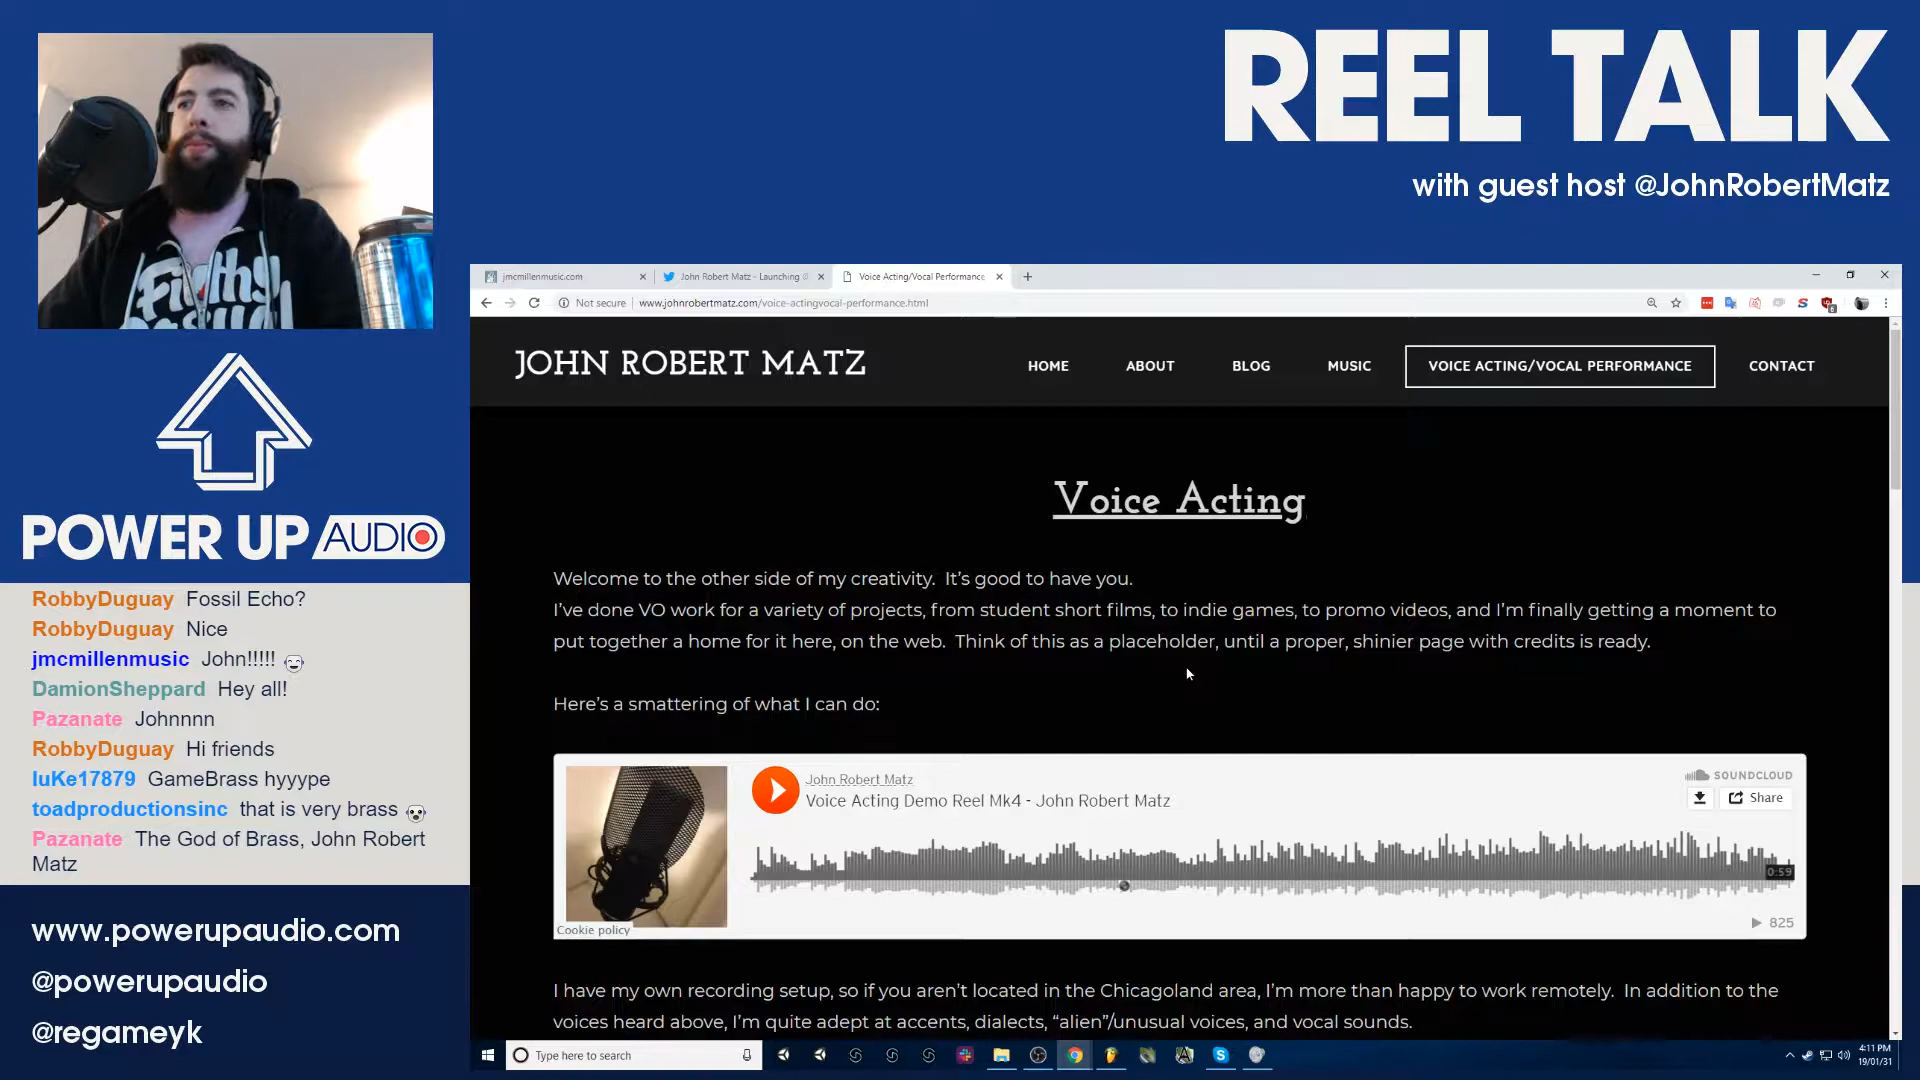 REEL TALK
with guest host @JohnRobertMatz
POWER UP AUDIO
RobbyDuguay Fossil Echo?
RobbyDuguay Nice
jmcmillenmusic John!!!!!
DamionSheppard Hey all!
Pazanate Johnnnn
RobbyDuguay Hi friends
luKe17879 GameBrass hyyype
toadproductionsinc that is very brass
Pazanate The God of Brass, John Robert
Matz
www.powerupaudio.com
@powerupaudio
@regameyk
jmcmillenmusic.com
John Robert Matz - Launching
Voice Acting/Vocal Performance
Not secure www.johnrobertmatz.com/voice-actingvocal-performance.html
JOHN ROBERT MATZ HOME ABOUT BLOG MUSIC VOICE ACTING/VOCAL PERFORMANCE CONTACT
Voice Acting
Welcome to the other side of my creativity. It's good to have you.
I've done VO work for a variety of projects, from student short films, to indie games, to promo videos, and I'm finally getting a moment to
put together a home for it here, on the web. Think of this as a placeholder, until a proper, shinier page with credits is ready.
Here's a smattering of what I can do:
John Robert Matz
SOUNDCLOUD
Voice Acting Demo Reel Mk4 - John Robert Matz
Share
0:59
825
Cookie policy
I have my own recording setup, so if you aren't located in the Chicagoland area, I'm more than happy to work remotely. In addition to the
voices heard above, I'm quite adept at accents, dialects, “alien”/unusual voices, and vocal sounds.
Type here to search
4:11 PM
19/01/31